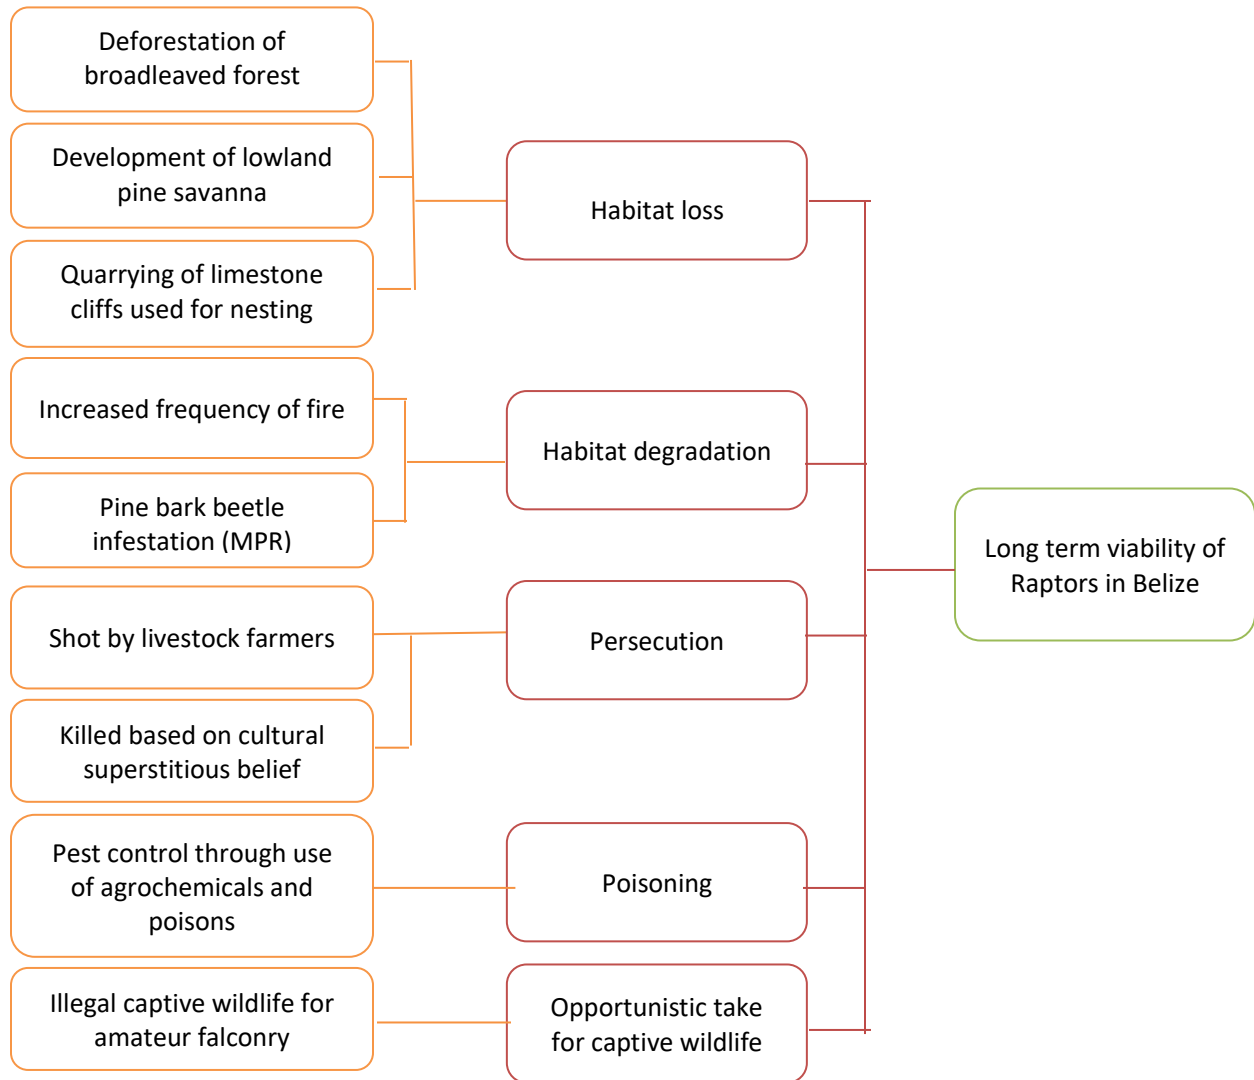 Deforestation of
broadleaved forest
Development of lowland
pine savanna
Quarrying of limestone
cliffs used for nesting
Increased frequency of fire
Pine bark beetle
infestation (MPR)
Shot by livestock farmers
Killed based on cultural
superstitious belief
Pest control through use
of agrochemicals and
poisons
Illegal captive wildlife for
amateur falconry
Habitat loss
Habitat degradation
Persecution
Poisoning
Opportunistic take
for captive wildlife
Long term viability of
Raptors in Belize